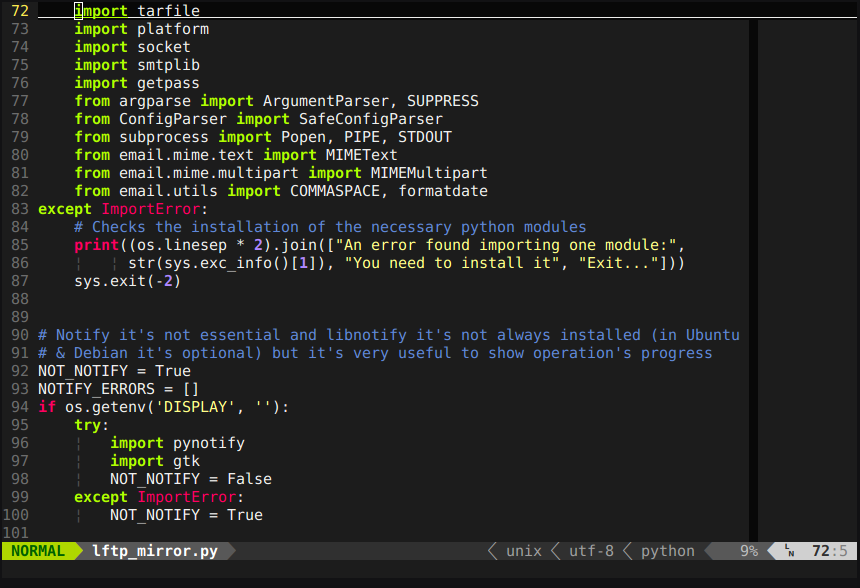 72 import tarfile
73 import platform
74 import socket
75 import smtplib
76 import getpass
77 from argparse import ArgumentParser, SUPPRESS
78 from ConfigParser import SafeConfigParser
79 from subprocess import Popen, PIPE, STDOUT
80 from email.mime.text import MIMEText
81 from email.mime.multipart import MIMEMultipart
82 from email.utils import COMMASPACE, formatdate
83 except ImportError:
84 # Checks the installation of the necessary python modules
85 print((os.linesep * 2).join(["An error found importing one module:",
86 ¦ ¦ str(sys.exc_info()[1]), "You need to install it", "Exit..."]))
87 sys.exit(-2)
88
89
90 # Notify it's not essential and libnotify it's not always installed (in Ubuntu
91 # & Debian it's optional) but it's very useful to show operation's progress
92 NOT_NOTIFY = True
93 NOTIFY_ERRORS = []
94 if os.getenv('DISPLAY', ''):
95 try:
96 ¦ import pynotify
97 ¦ import gtk
98 ¦ NOT_NOTIFY = False
99 except ImportError:
100 ¦ NOT_NOTIFY = True
101
NORMAL lftp_mirror.py unix utf-8 python 9% LN 72:5